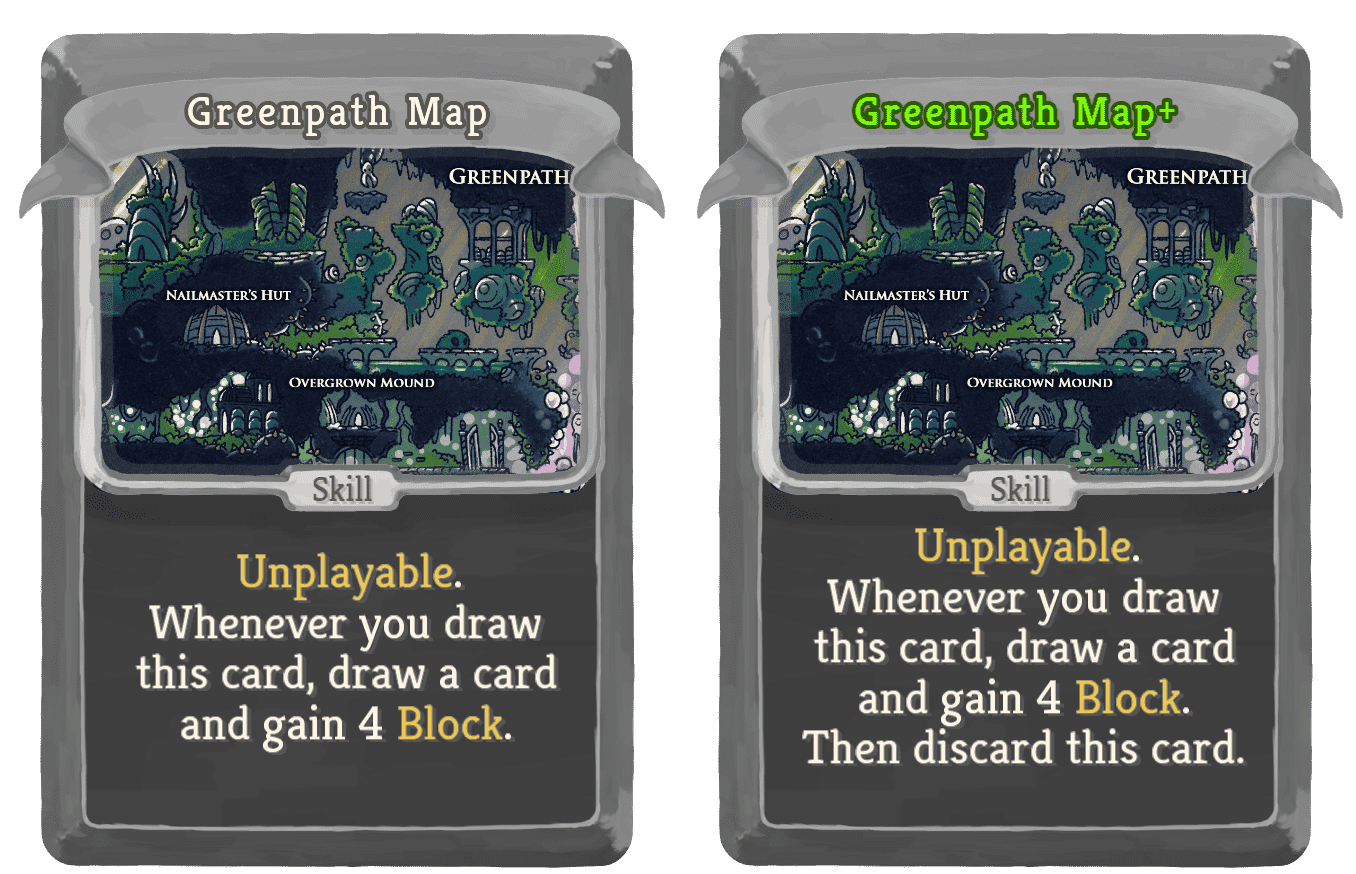 Greenpath Map
GREENPATH
NAILMASTER'S HUT
OVERGROWN MOUND
Skill
Unplayable.
Whenever you draw
this card, draw a card
and gain 4 Block.
Greenpath Map+
GREENPATH
NAILMASTER'S HUT
OVERGROWN MOUND
Skill
Unplayable.
Whenever you draw
this card, draw a card
and gain 4 Block.
Then discard this card.